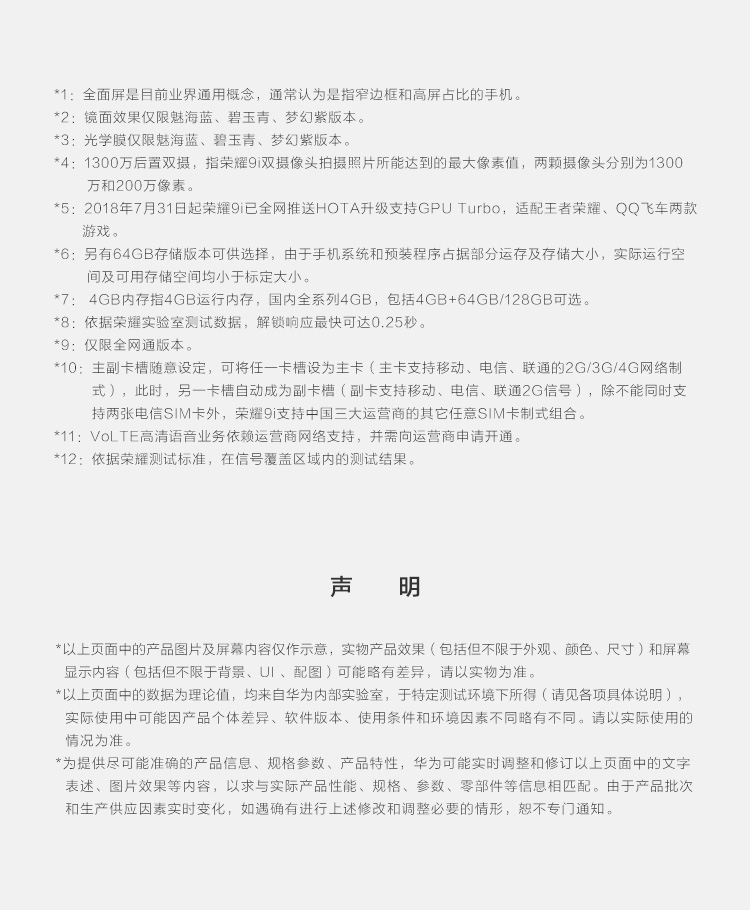 *1：全面屏是目前业界通用概念，通常认为是指窄边框和高屏占比的手机。
*2：镜面效果仅限魅海蓝、碧玉青、梦幻紫版本。
*3：光学膜仅限魅海蓝、碧玉青、梦幻紫版本。
*4：1300万后置双摄，指荣耀9i双摄像头拍摄照片所能达到的最大像素值，两颗摄像头分别为1300
万和200万像素。
*5：2018年7月31日起荣耀9i已全网推送HOTA升级支持GPU Turbo，适配王者荣耀、QQ飞车两款
游戏。
*6：另有64GB存储版本可供选择，由于手机系统和预装程序占据部分运存及存储大小，实际运行空
间及可用存储空间均小于标定大小。
*7： 4GB内存指4GB运行内存，国内全系列4GB，包括4GB+64GB/128GB可选。
*8：依据荣耀实验室测试数据，解锁响应最快可达0.25秒。
*9：仅限全网通版本。
*10：主副卡槽随意设定，可将任一卡槽设为主卡（主卡支持移动、电信、联通的2G/3G/4G网络制
式），此时，另一卡槽自动成为副卡槽（副卡支持移动、电信、联通2G信号），除不能同时支
持两张电信SIM卡外，荣耀9i支持中国三大运营商的其它任意SIM卡制式组合。
*11：VoLTE高清语音业务依赖运营商网络支持，并需向运营商申请开通。
*12：依据荣耀测试标准，在信号覆盖区域内的测试结果。
声 明
*以上页面中的产品图片及屏幕内容仅作示意，实物产品效果（包括但不限于外观、颜色、尺寸）和屏幕
显示内容（包括但不限于背景、UI 、配图）可能略有差异，请以实物为准。
*以上页面中的数据为理论值，均来自华为内部实验室，于特定测试环境下所得（请见各项具体说明），
实际使用中可能因产品个体差异、软件版本、使用条件和环境因素不同略有不同。请以实际使用的
情况为准。
*为提供尽可能准确的产品信息、规格参数、产品特性，华为可能实时调整和修订以上页面中的文字
表述、图片效果等内容，以求与实际产品性能、规格、参数、零部件等信息相匹配。由于产品批次
和生产供应因素实时变化，如遇确有进行上述修改和调整必要的情形，恕不专门通知。